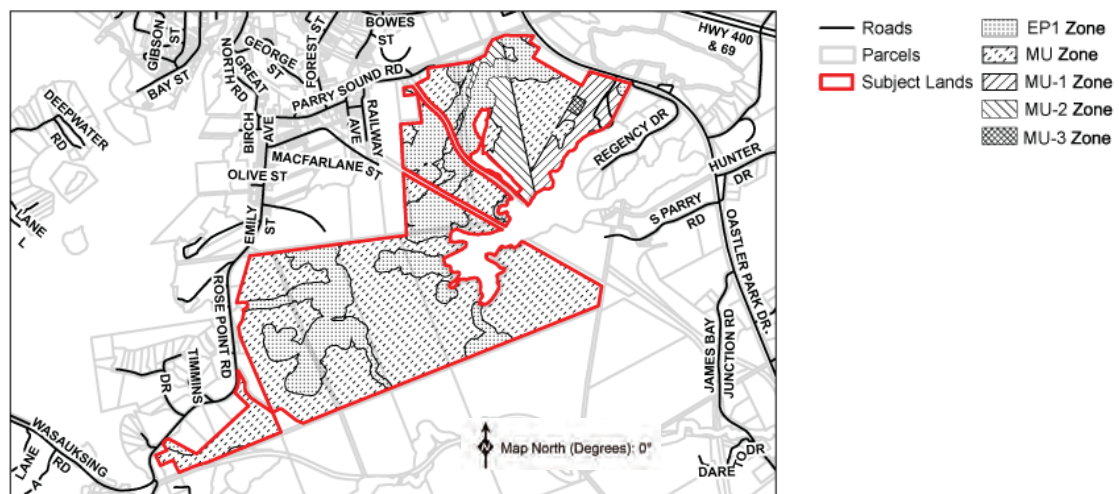 GIBSON
ST
BAY ST
GREAT
NORTH RD
GEORGE
ST
FOREST ST
BOWES
ST
PARRY SOUND RD
RAILWAY
AVE
BIRCH
AVE
MACFARLANE ST
OLIVE ST
EMILY
ST
DEEPWATER
RD
LANE
L
ROSE POINT RD
TIMMINS
DR
WASAUKSING
RD
LANE
A
HWY 400
& 69
REGENCY DR
HUNTER
DR
S PARRY
RD
OASTLER PARK DR.
JAMES BAY
JUNCTION RD
DARE TO DR
Map North (Degrees): 0"
N
Roads
Parcels
Subject Lands
EP1 Zone
MU Zone
MU-1 Zone
MU-2 Zone
MU-3 Zone